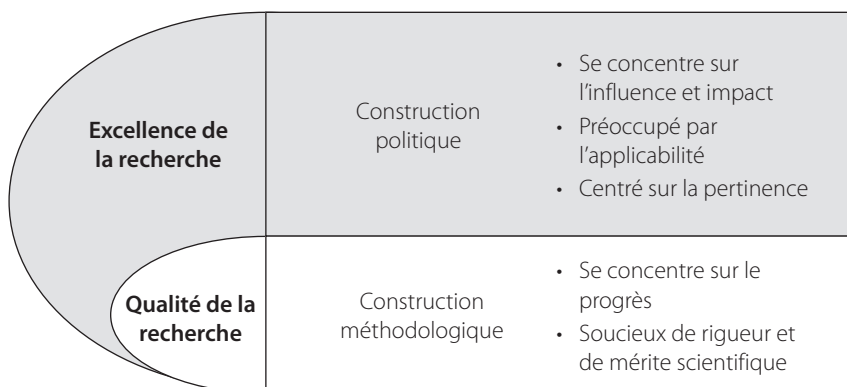 Excellence de
la recherche
Construction
politique
• Se concentre sur
l’influence et impact
• Préoccupé par
l’applicabilité
• Centré sur la pertinence
Qualité de la
recherche
Construction
méthodologique
• Se concentre sur le
progrès
• Soucieux de rigueur et
de mérite scientifique